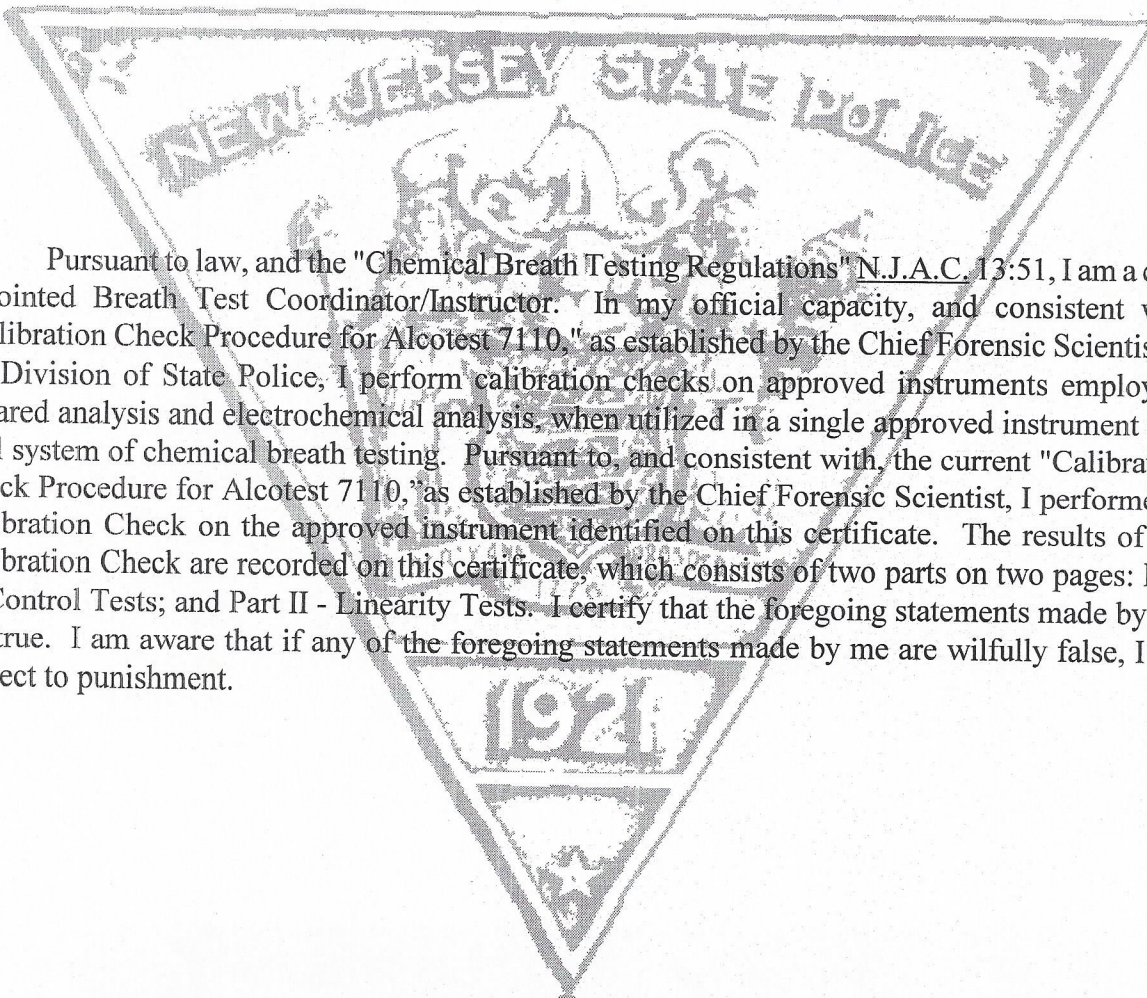 NEW JERSEY STATE POLICE
Pursuant to law, and the "Chemical Breath Testing Regulations" N.J.A.C. 13:51, I am a d
ointed Breath Test Coordinator/Instructor. In my official capacity, and consistent
libration Check Procedure for Alcotest 7110," as established by the Chief Forensic Scientis
Division of State Police, I perform calibration checks on approved instruments employ
ared analysis and electrochemical analysis, when utilized in a single approved instrument
system of chemical breath testing. Pursuant to, and consistent with, the current "Calibra
ck Procedure for Alcotest 7110,” as established by the Chief Forensic Scientist, I performe
bration Check on the approved instrument identified on this certificate. The results of
bration Check are recorded on this certificate, which consists of two parts on two pages:
Control Tests; and Part II - Linearity Tests. I certify that the foregoing statements made by
true. I am aware that if any of the foregoing statements made by me are wilfully false, I
ect to punishment.
1921